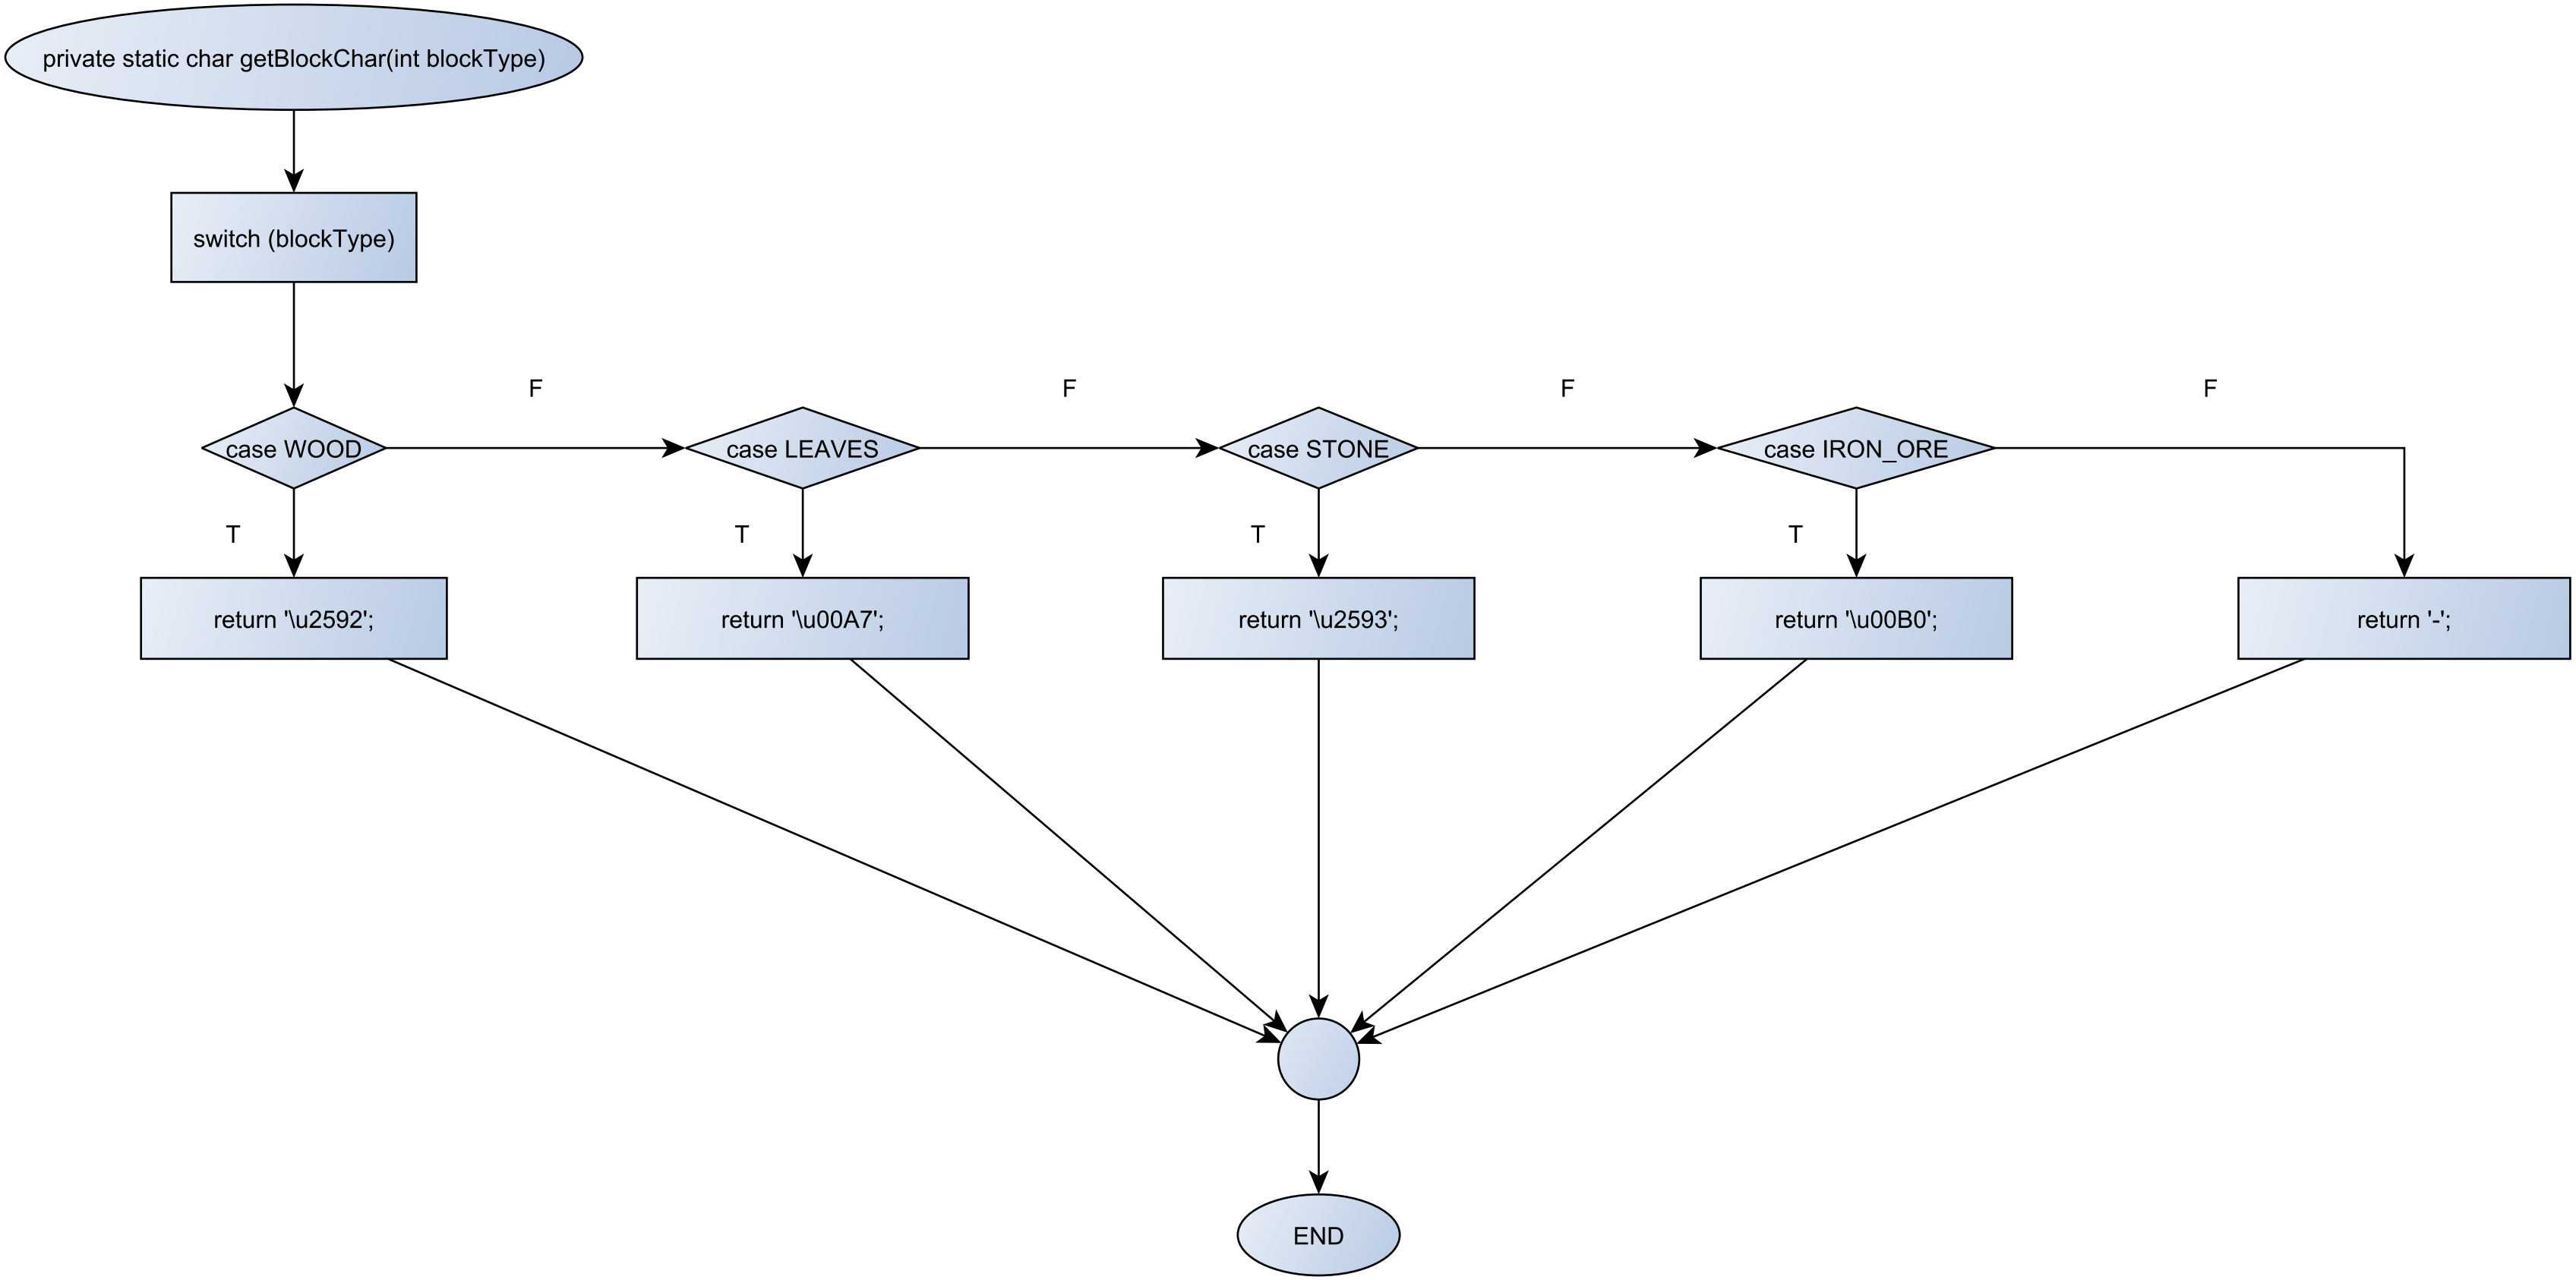 private static char getBlockChar(int blockType)
switch (blockType)
F
F
F
F
case WOOD
case LEAVES
case STONE
case IRON_ORE
T
T
T
T
return '\u2592';
return '\u00A7';
return '\u2593';
return '\u00B0';
return '-';
END